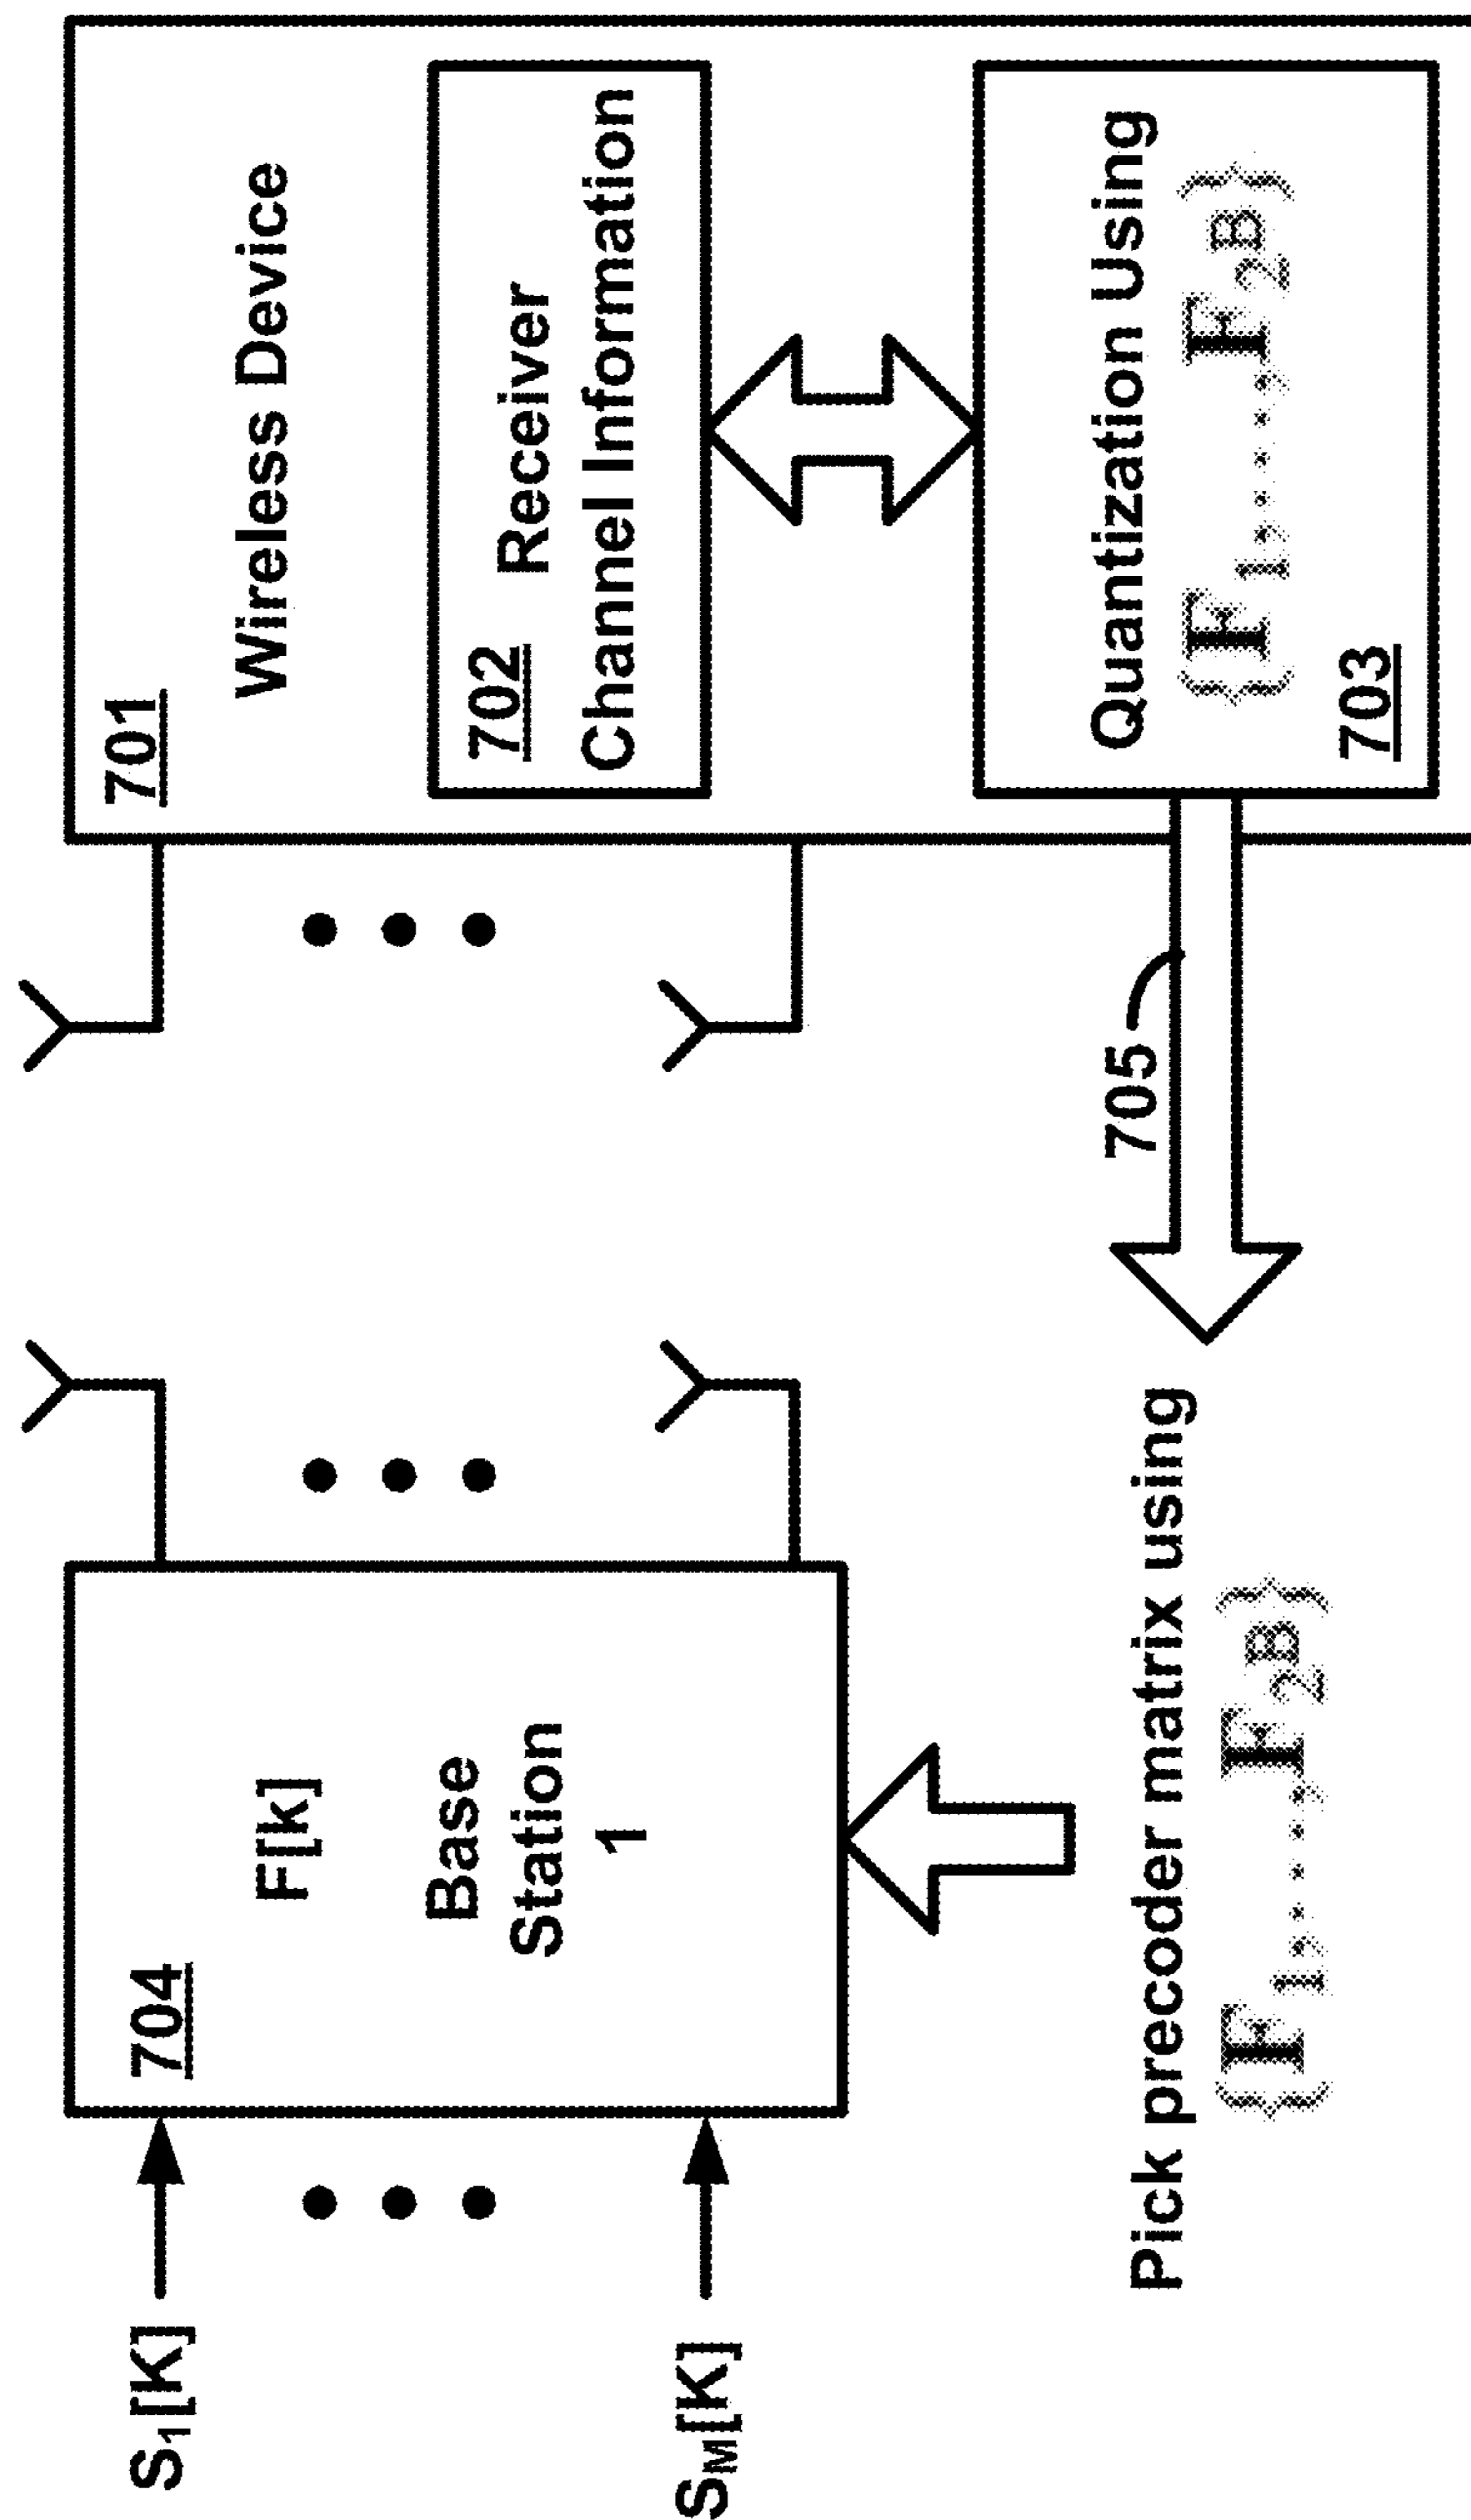 S1[K]
SM[K]
704
F[K]
Base
Station
1
Pick precoder matrix using
(F1,...,F2B)
705
701
Wireless Device
702
Receiver
Channel Information
Quantization Using
(F1,...,F2B)
703